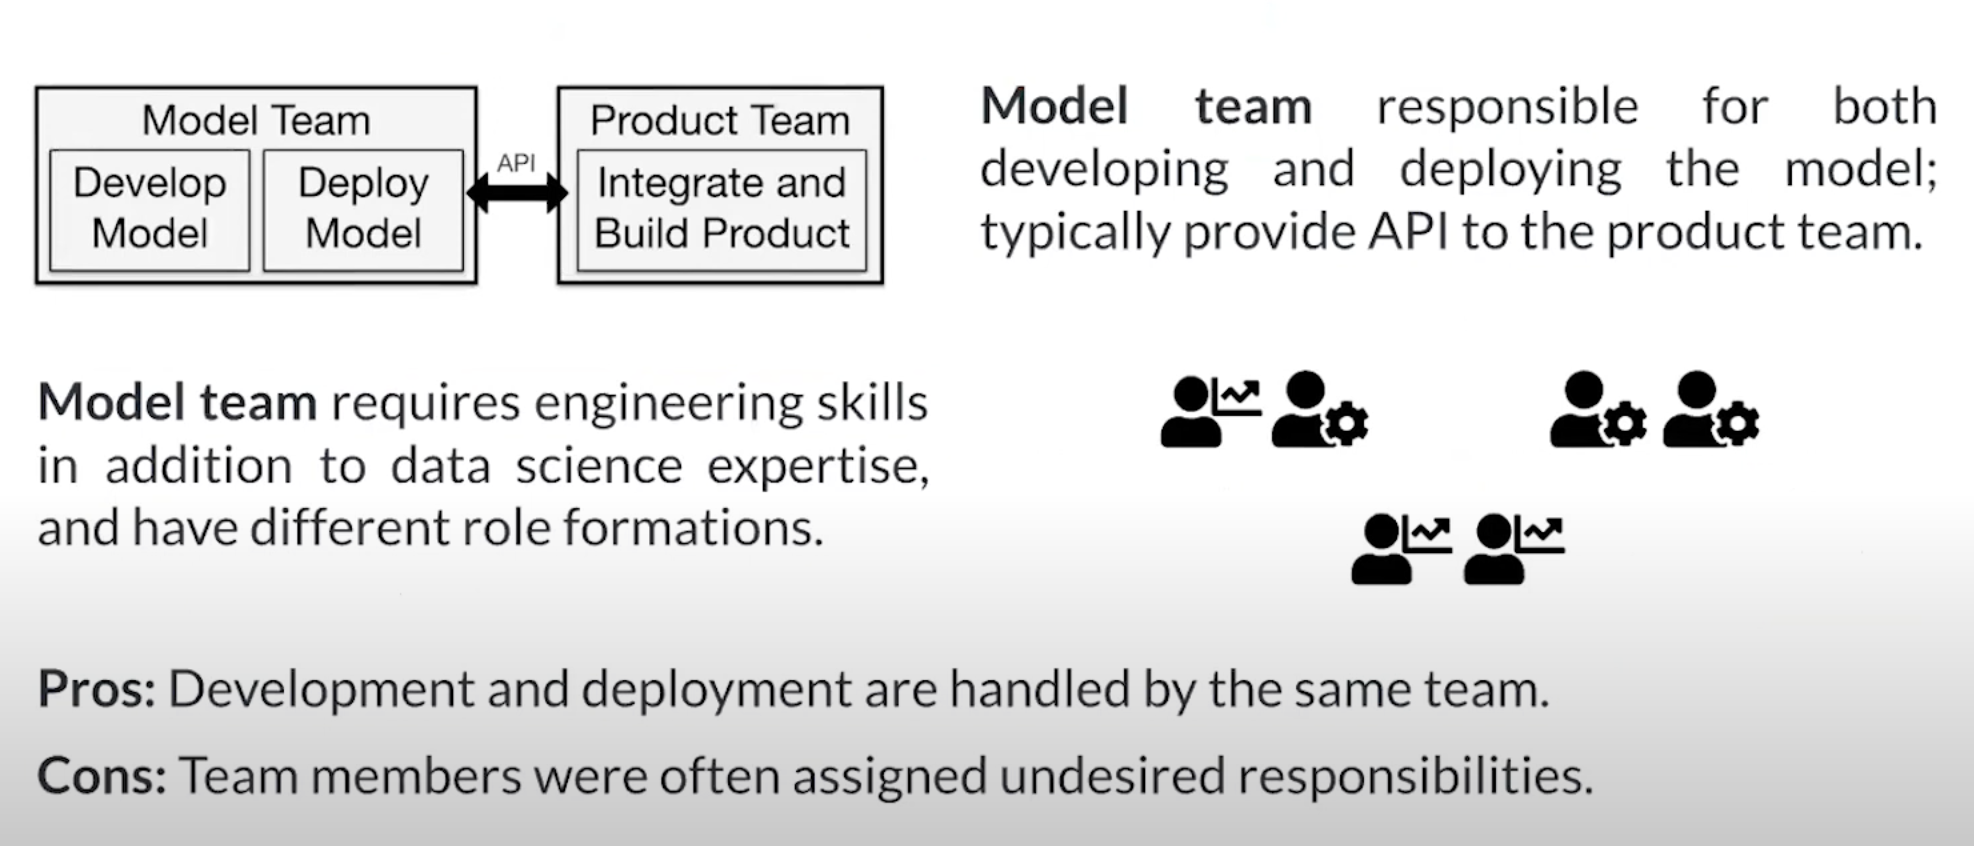 Model Team
Develop
Model
Deploy
Model
API
Product Team
Integrate and
Build Product
Model team responsible for both
developing and deploying the model;
typically provide API to the product team.
Model team requires engineering skills
in addition to data science expertise,
and have different role formations.
Pros: Development and deployment are handled by the same team.
Cons: Team members were often assigned undesired responsibilities.